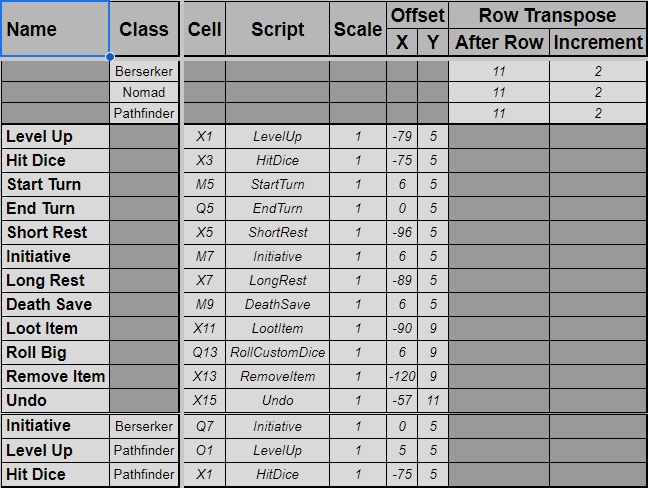 Name Class Cell Script Scale Offset Row Transpose
X Y After Row Increment
Berserker 11 2
Nomad 11 2
Pathfinder 11 2
Level Up X1 LevelUp 1 -79 5
Hit Dice X3 HitDice 1 -75 5
Start Turn M5 StartTurn 1 6 5
End Turn Q5 EndTurn 1 0 5
Short Rest X5 ShortRest 1 -96 5
Initiative M7 Initiative 1 6 5
Long Rest X7 LongRest 1 -89 5
Death Save M9 DeathSave 1 6 5
Loot Item X11 LootItem 1 -90 9
Roll Big Q13 RollCustomDice 1 6 9
Remove Item X13 RemoveItem 1 -120 9
Undo X15 Undo 1 -57 11
Initiative Berserker Q7 Initiative 1 0 5
Level Up Pathfinder O1 LevelUp 1 5 5
Hit Dice Pathfinder X1 HitDice 1 -75 5